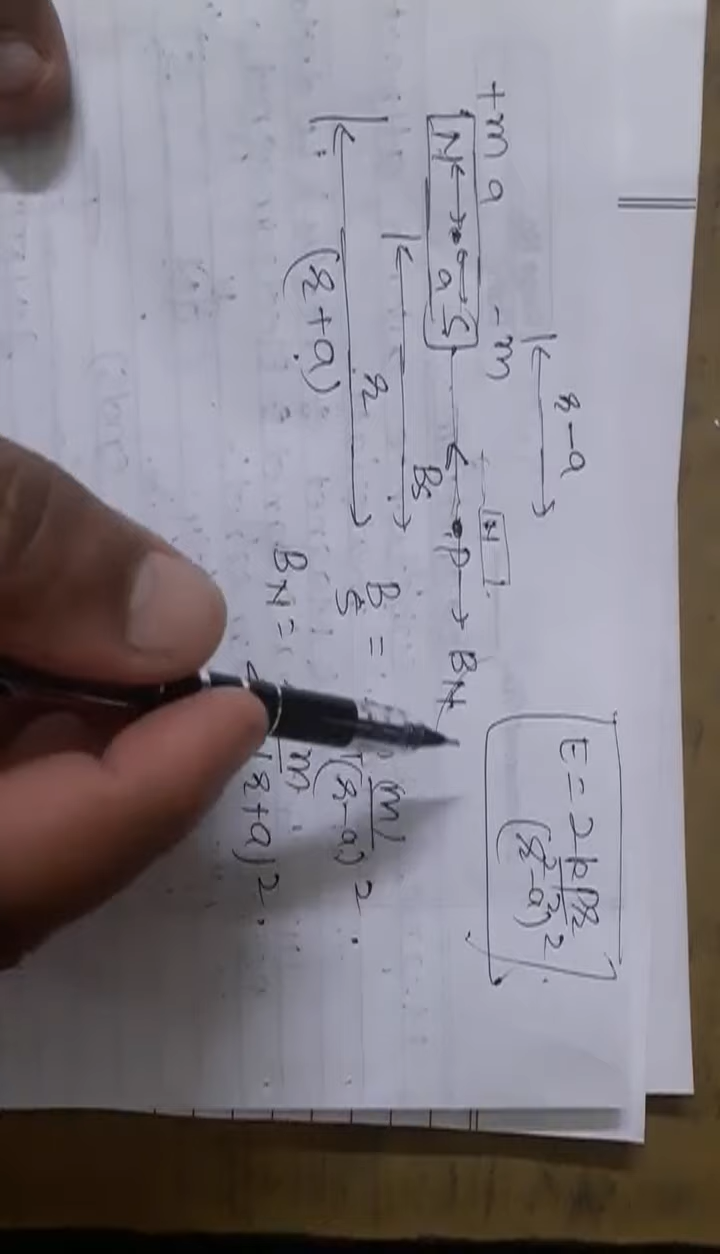 r-a
+m a -m
N a S
[N]
Bs P BN
r
(r+a)
E = 2kpr
(r²-a²)²
Bs = m
(r-a)2.
BN = m
(r+a)2.